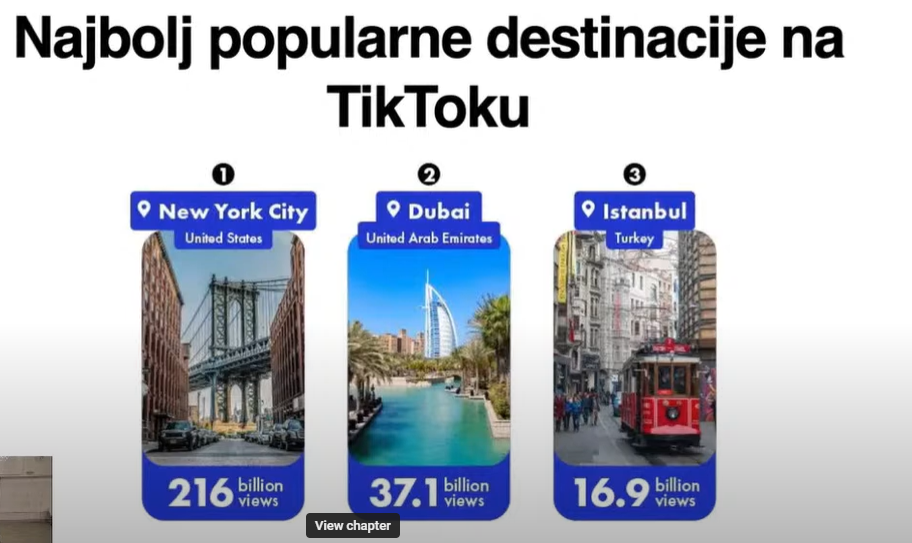 Najbolj popularne destinacije na
TikToku
1
New York City
United States
216 billion views
2
Dubai
United Arab Emirates
37.1 billion views
3
Istanbul
Turkey
16.9 billion views
View chapter